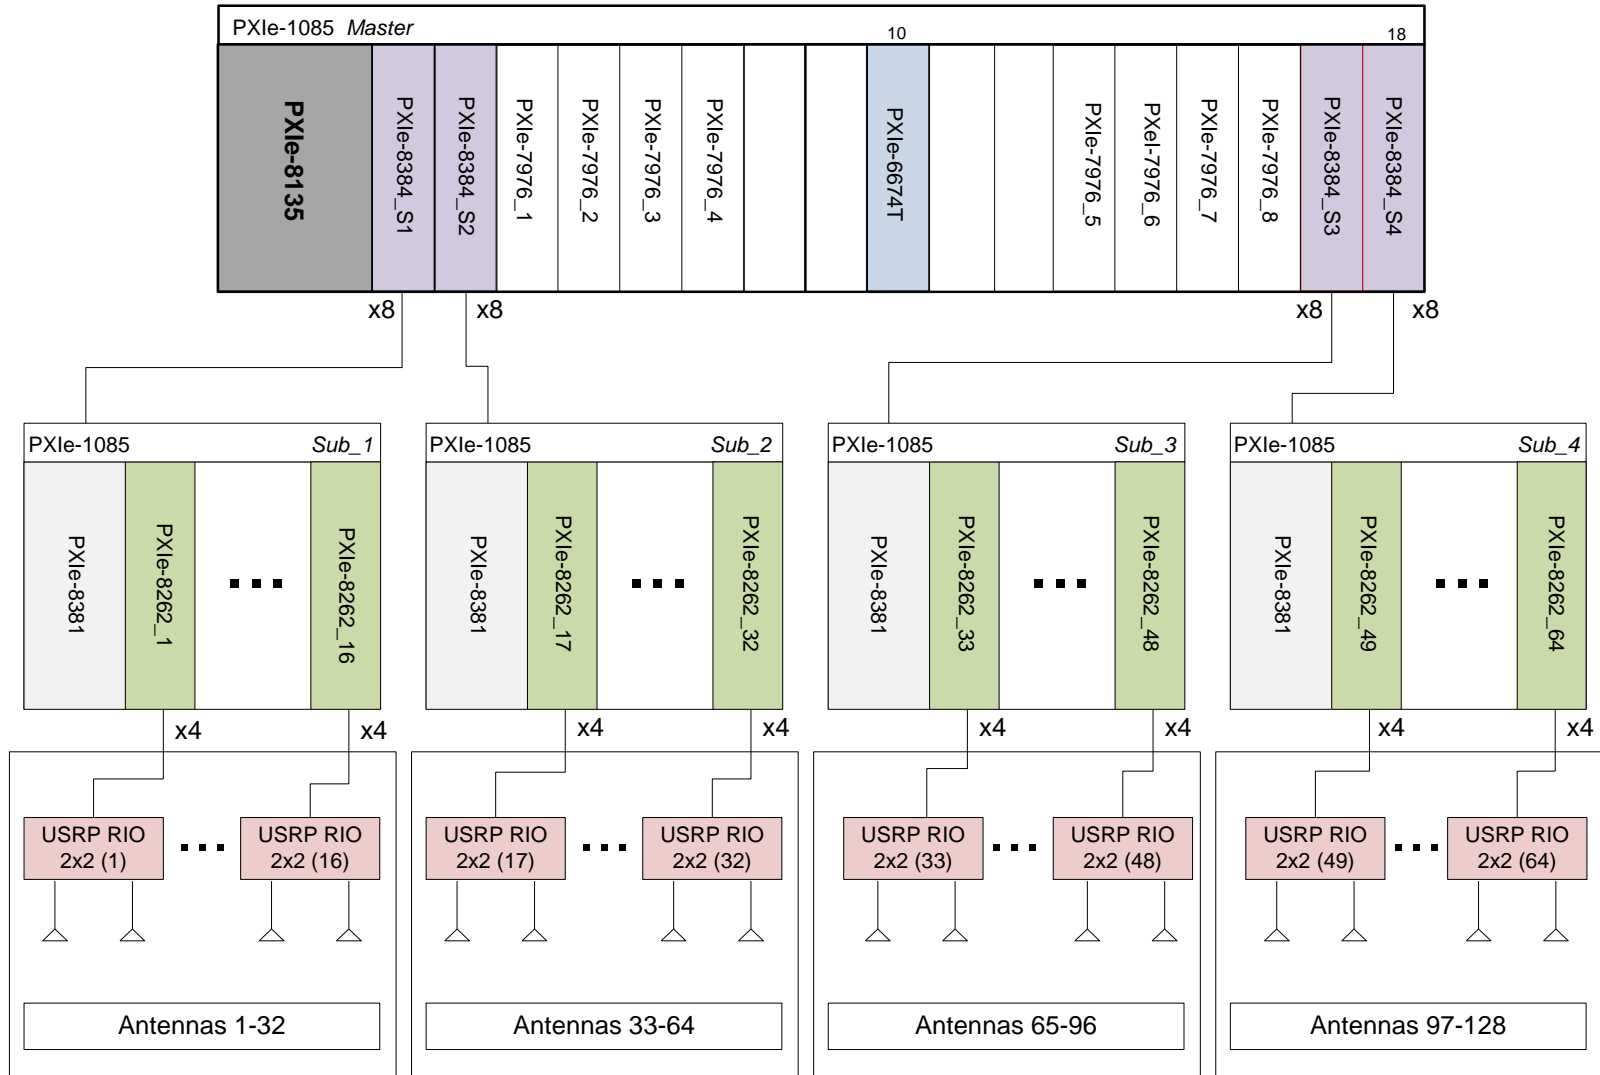 PXIe-1085 Master
10
18
PXIe-8135
PXIe-8384_S1
PXIe-8384_S2
PXIe-7976_1
PXIe-7976_2
PXIe-7976_3
PXIe-7976_4
PXIe-6674T
PXIe-7976_5
PXeI-7976_6
PXIe-7976_7
PXIe-7976_8
PXIe-8384_S3
PXIe-8384_S4
x8
x8
x8
x8
PXIe-1085 Sub_1
PXIe-8381
PXIe-8262_1
PXIe-8262_16
x4
x4
USRP RIO
2x2 (1)
USRP RIO
2x2 (16)
Antennas 1-32
PXIe-1085 Sub_2
PXIe-8381
PXIe-8262_17
PXIe-8262_32
x4
x4
USRP RIO
2x2 (17)
USRP RIO
2x2 (32)
Antennas 33-64
PXIe-1085 Sub_3
PXIe-8381
PXIe-8262_33
PXIe-8262_48
x4
x4
USRP RIO
2x2 (33)
USRP RIO
2x2 (48)
Antennas 65-96
PXIe-1085 Sub_4
PXIe-8381
PXIe-8262_49
PXIe-8262_64
x4
x4
USRP RIO
2x2 (49)
USRP RIO
2x2 (64)
Antennas 97-128